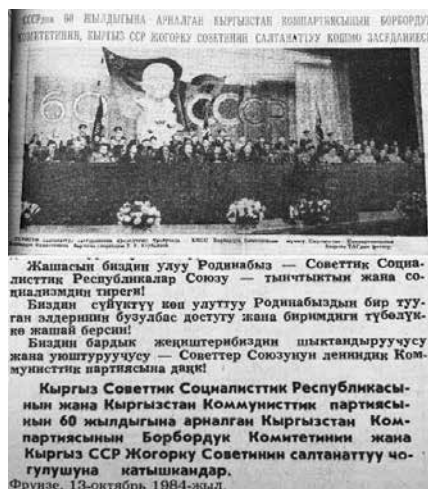 СССРдин 60 ЖЫЛДЫГЫНА АРНАЛГАН КЫРГЫЗСТАН КОМПАРТИЯСЫНЫН БОРБОРДУК
КОМИТЕТИНИН, КЫРГЫЗ ССР ЖОГОРКУ СОВЕТИНИН САЛТАНАТТУУ КОШМО ЗАСЕДАНИЕСИ
60 СССР
Жашасын биздин улуу Родинабыз — Советтик Социа-
листтик Республикалар Союзу — тынчтыктын жана со-
циализмдин тиреги!
Биздин сүйүктүү көп улуттуу Родинабыздын бир туу-
ган элдеринин бузулбас достугу жана биримдиги түбөлүк-
кө жашай берсин!
Биздин бардык жеңиштерибиздин шыктандыруучусу
жана уюштуруучусу — Советтер Союзунун лениндик Ком-
мунисттик партиясына даңк!
Кыргыз Советтик Социалисттик Республикасы-
нын жана Кыргызстан Коммунисттик партиясы-
нын 60 жылдыгына арналган Кыргызстан Ком-
партиясынын Борбордук Комитетинин жана
Кыргыз ССР Жогорку Советинин салтанаттуу чо-
гулушуна катышкандар.
Фрунзе, 13-октябрь 1984-жыл.